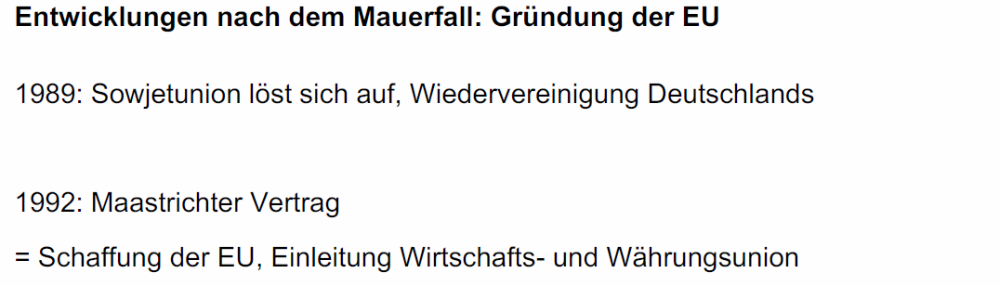 Entwicklungen nach dem Mauerfall: Gründung der EU
1989: Sowjetunion löst sich auf, Wiedervereinigung Deutschlands
1992: Maastrichter Vertrag
= Schaffung der EU, Einleitung Wirtschafts- und Währungsunion